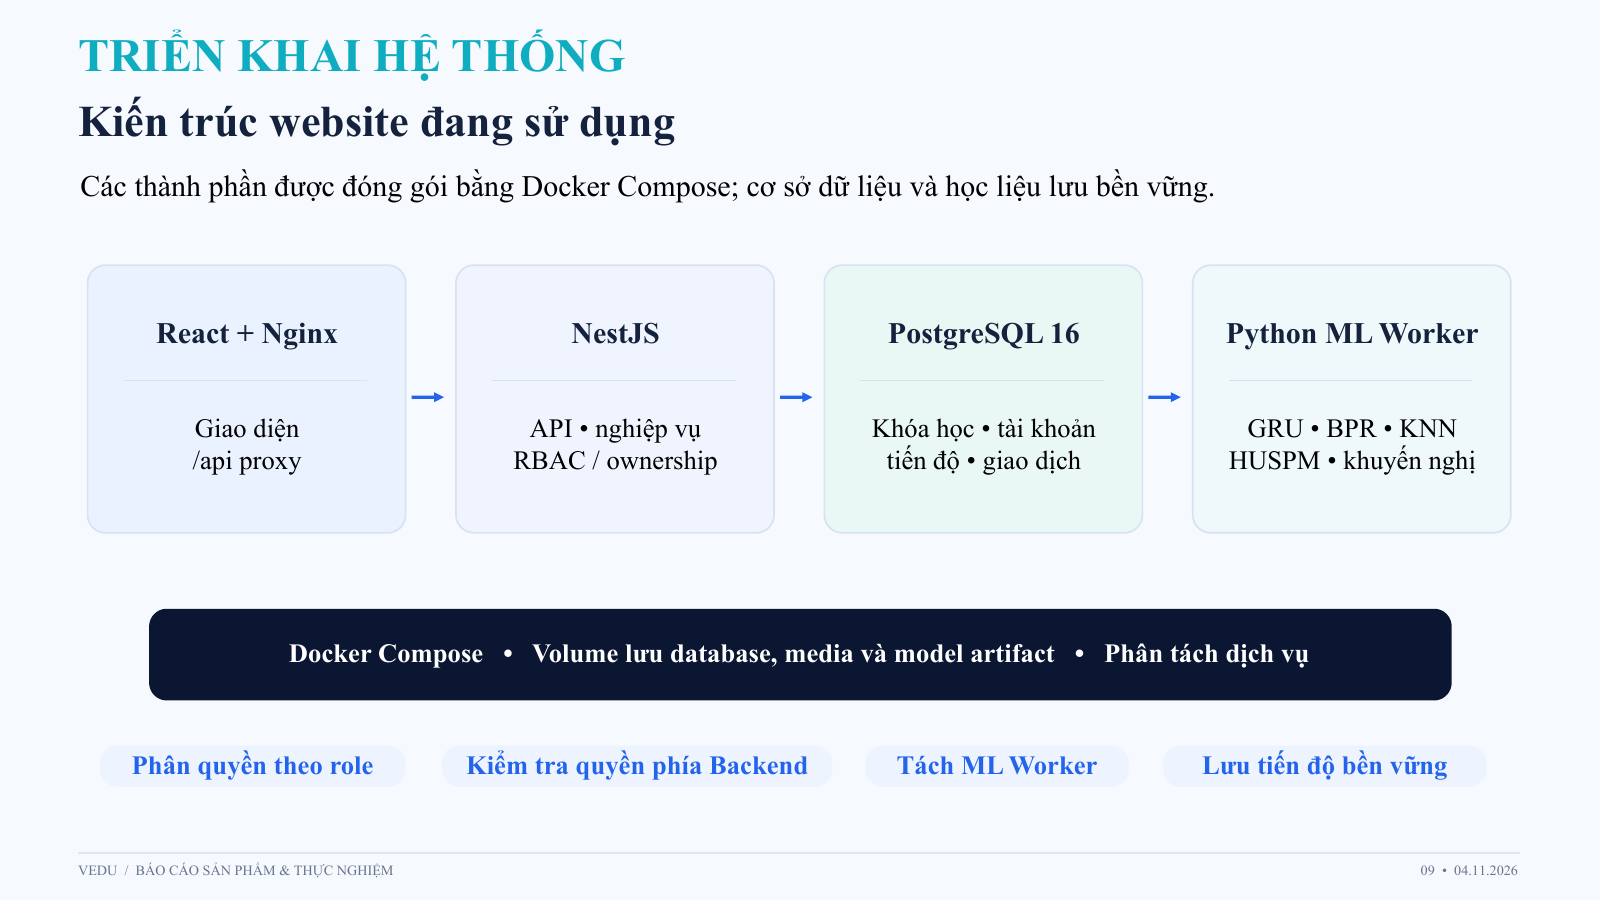 TRIỂN KHAI HỆ THỐNG
Kiến trúc website đang sử dụng
Các thành phần được đóng gói bằng Docker Compose; cơ sở dữ liệu và học liệu lưu bền vững.
React + Nginx
Giao diện
/api proxy
NestJS
API • nghiệp vụ
RBAC / ownership
PostgreSQL 16
Khóa học • tài khoản
tiến độ • giao dịch
Python ML Worker
GRU • BPR • KNN
HUSPM • khuyến nghị
Docker Compose • Volume lưu database, media và model artifact • Phân tách dịch vụ
Phân quyền theo role
Kiểm tra quyền phía Backend
Tách ML Worker
Lưu tiến độ bền vững
VEDU / BÁO CÁO SẢN PHẨM & THỰC NGHIỆM
09 • 04.11.2026